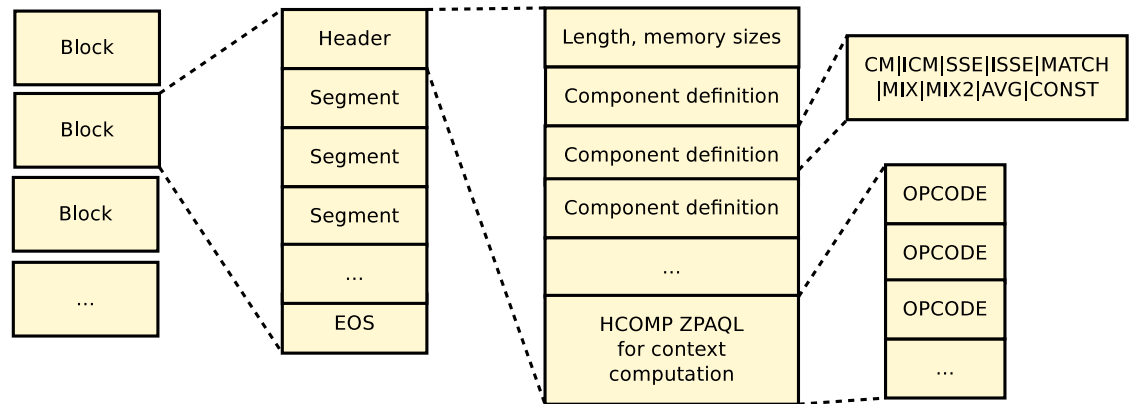 Block
Block
Block
...
Header
Segment
Segment
Segment
...
EOS
Length, memory sizes
Component definition
Component definition
Component definition
...
HCOMP ZPAQL
for context
computation
CM|ICM|SSE|ISSE|MATCH
|MIX|MIX2|AVG|CONST
OPCODE
OPCODE
OPCODE
...